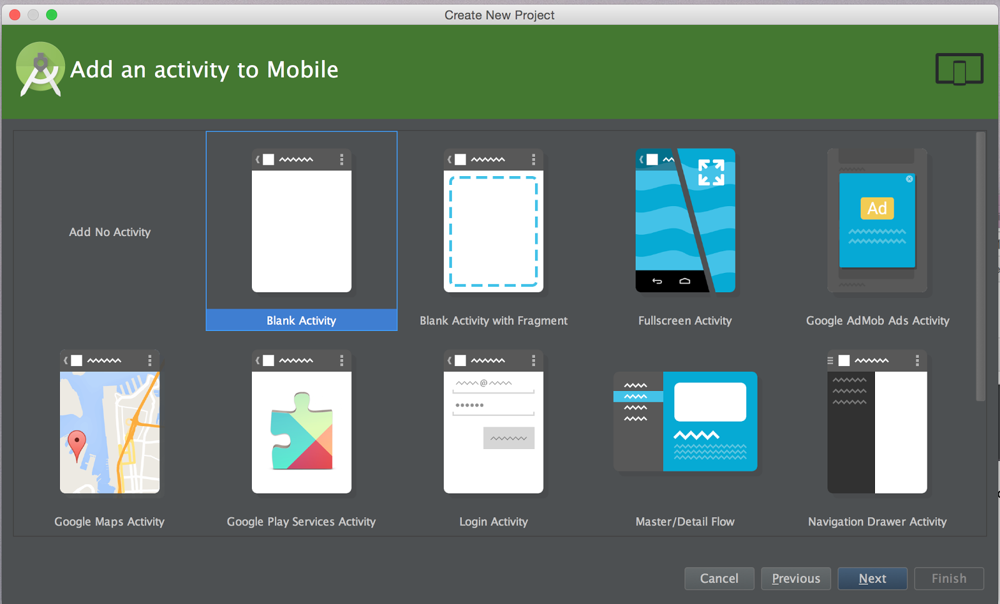 Create New Project
Add an activity to Mobile
Add No Activity
Ad
Blank Activity
Blank Activity with Fragment
Fullscreen Activity
Google AdMob Ads Activity
@
Google Maps Activity
Google Play Services Activity
Login Activity
Master/Detail Flow
Navigation Drawer Activity
Cancel
Previous
Next
Finish